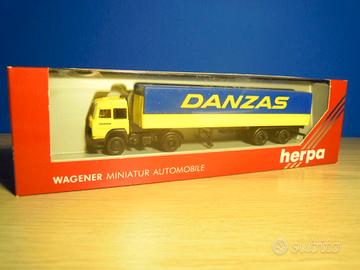 DANZAS
herpa
WAGENER MINIATUR AUTOMOBILE
subito